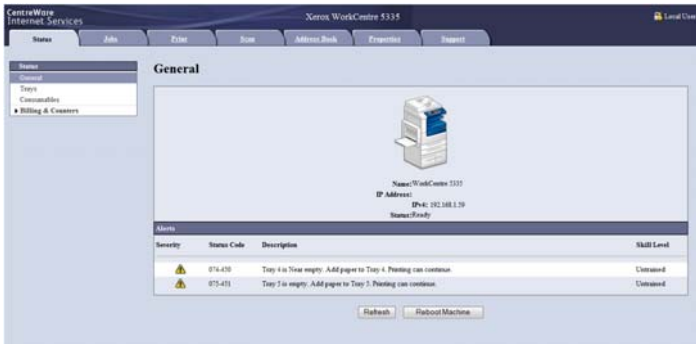 CentreWare
Internet Services
Xerox WorkCentre 5335
Local User
Status Jobs Print Scan Address Book Properties Support
Status
General
Trays
Consumables
Billing & Counters
General
Name: WorkCentre 5335
IP Address:
IPv4: 192.168.1.59
Status: Ready
Alerts
Severity Status Code Description Skill Level
074-450 Tray 4 is Near empty. Add paper to Tray 4. Printing can continue. Untrained
075-451 Tray 5 is empty. Add paper to Tray 5. Printing can continue. Untrained
Refresh Reboot Machine